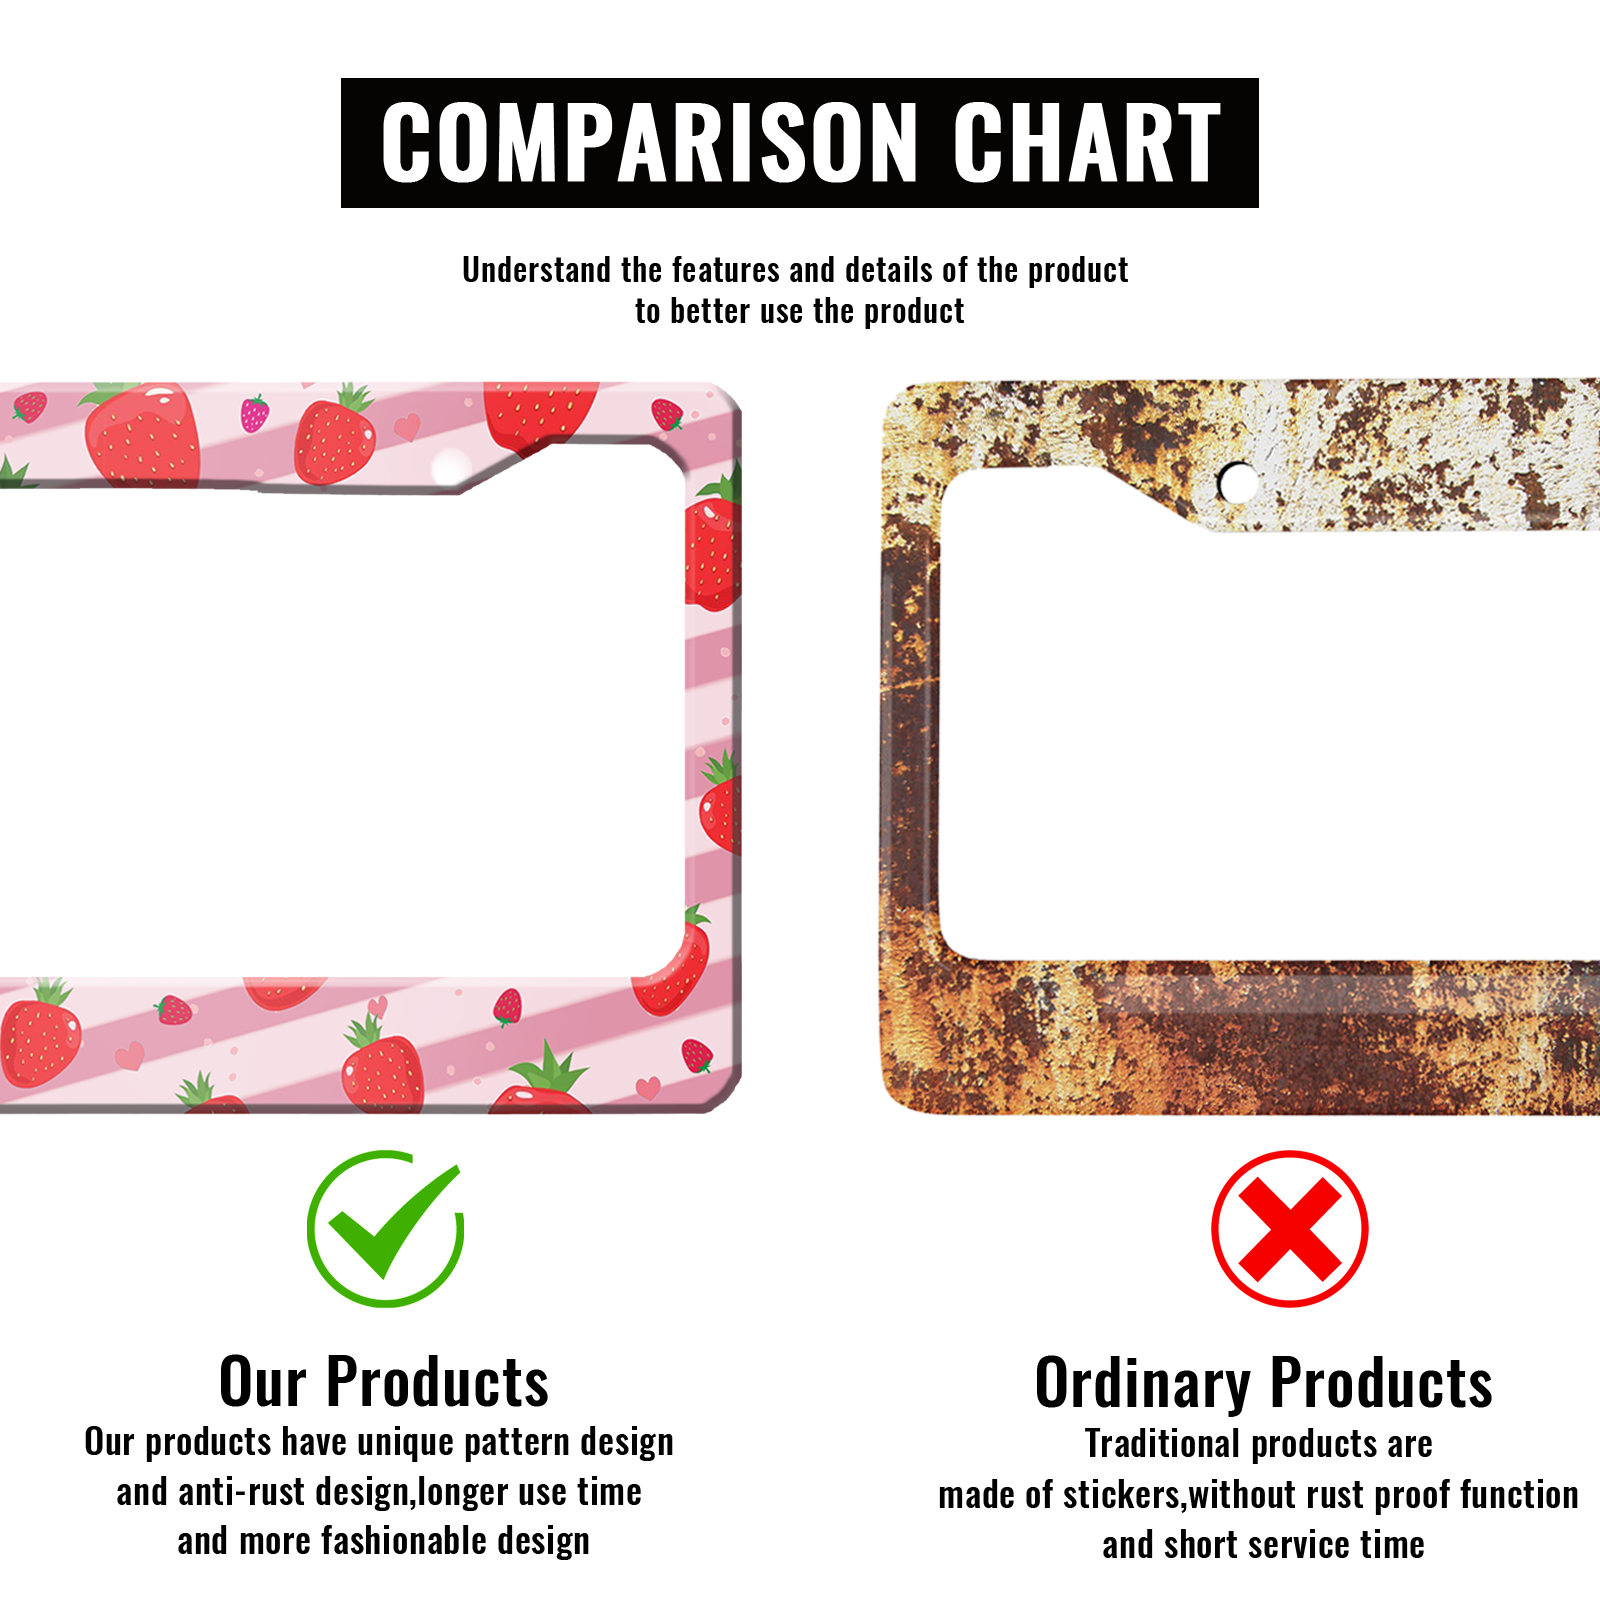 COMPARISON CHART
Understand the features and details of the product
to better use the product
Our Products
Our products have unique pattern design
and anti-rust design,longer use time
and more fashionable design
Ordinary Products
Traditional products are
made of stickers,without rust proof function
and short service time